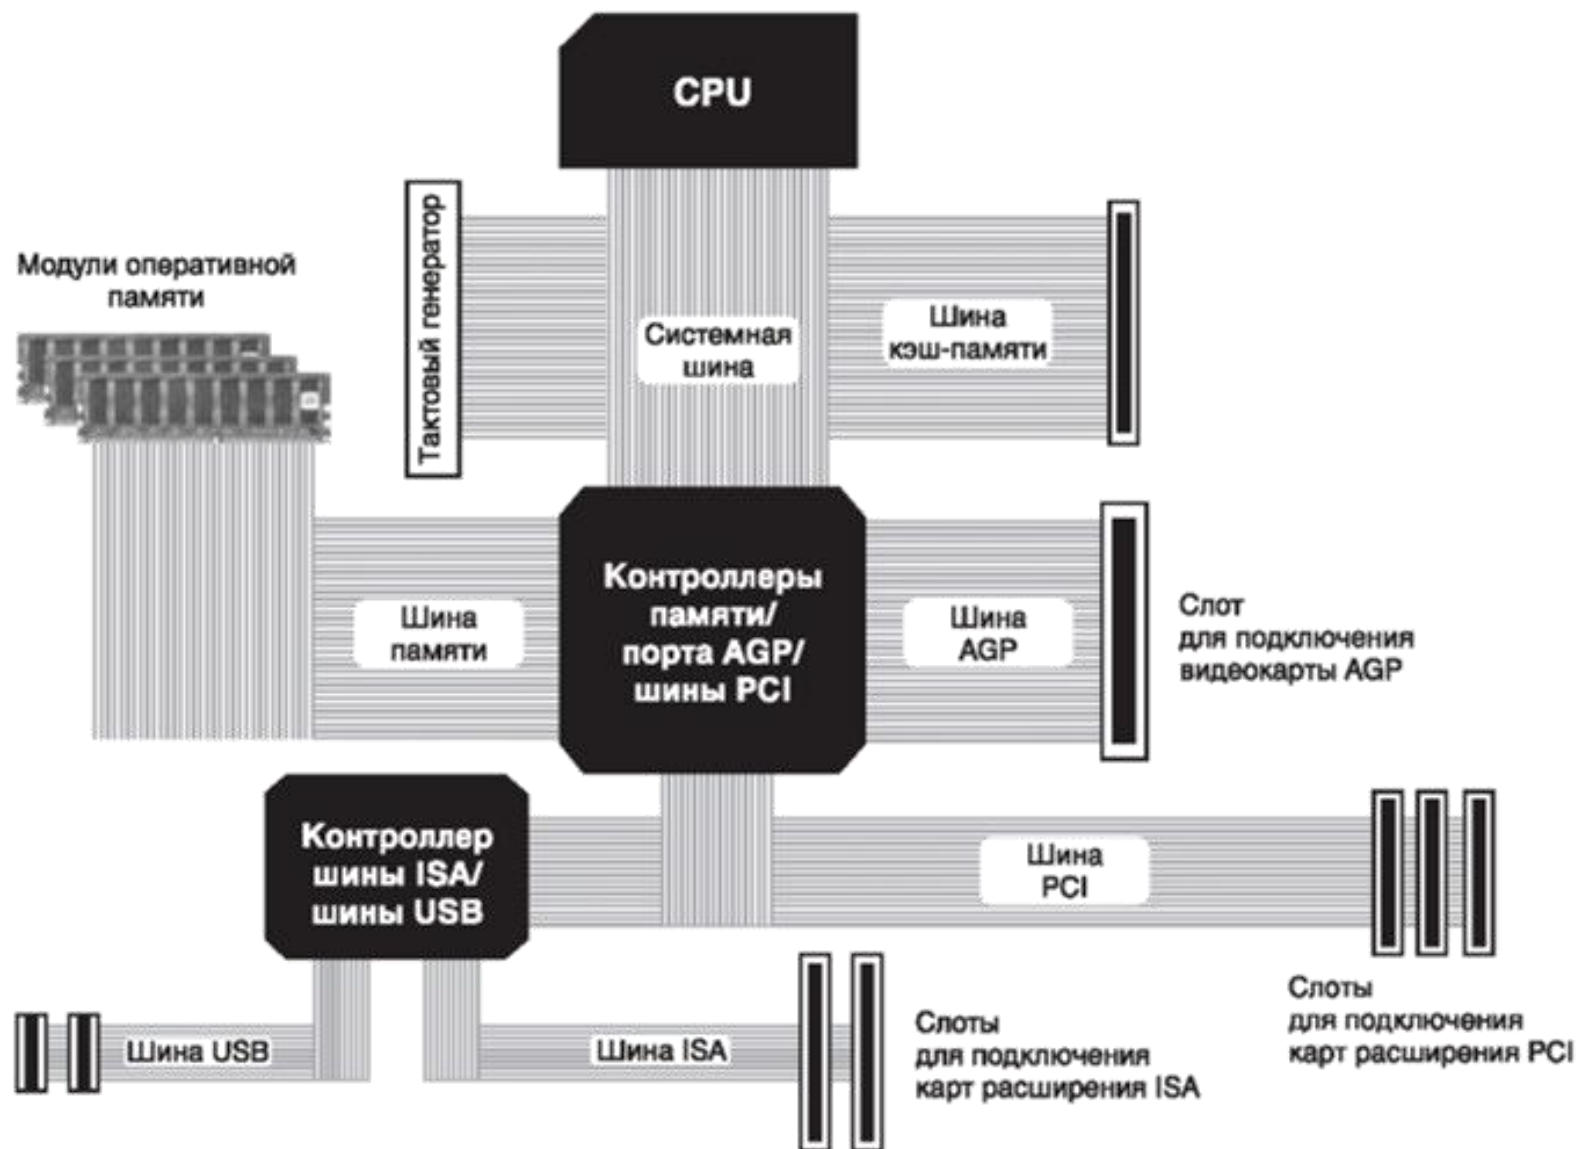 CPU
Тактовый генератор
Модули оперативной
памяти
Системная
шина
Шина
кэш-памяти
Контроллеры
памяти/
порта AGP/
шины PCI
Шина
памяти
Шина
AGP
Слот
для подключения
видеокарты AGP
Контроллер
шины ISA/
шины USB
Шина
PCI
Слоты
для подключения
карт расширения PCI
Шина USB
Шина ISA
Слоты
для подключения
карт расширения ISA